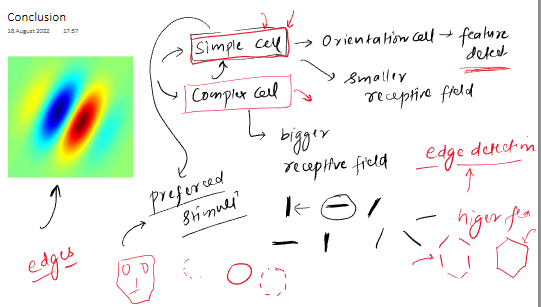 Conclusion
18 August 2022 17:57
Simple cell → Orientation cell → feature
detect
smaller
receptive field
Complex cell
bigger
receptive field
edge detection
preferred
stimuli
higer fea
edges